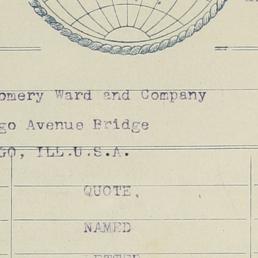 omery Ward and Company
go Avenue Bridge
GO, ILL.U.S.A.
QUOTE,
NAMED